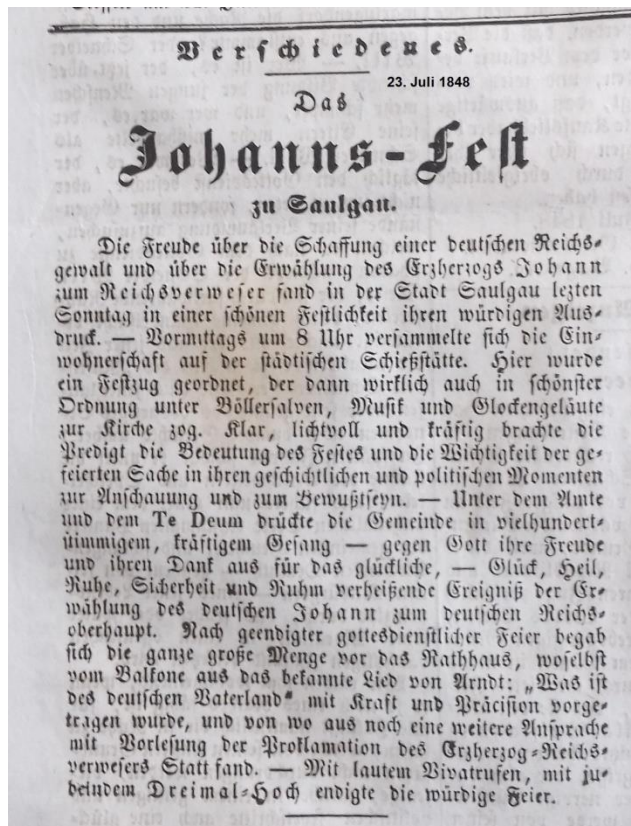 Verschiedenes.
23. Juli 1848
Das
Johanns-Fest
zu Saulgau.
Die Freude über die Schaffung einer deutschen Reichs-
gewalt und über die Erwählung des Erzherzogs Johann
zum Reichsverweser fand in der Stadt Saulgau lezten
Sonntag in einer schönen Festlichkeit ihren würdigen Aus-
druck. — Vormittags um 8 Uhr versammelte sich die Ein-
wohnerschaft auf der städtischen Schießstätte. Hier wurde
ein Festzug geordnet, der dann wirklich auch in schönster
Ordnung unter Böllersalven, Musik und Glockengeläute
zur Kirche zog. Klar, lichtvoll und kräftig brachte die
Predigt die Bedeutung des Festes und die Wichtigkeit der ge-
feierten Sache in ihren geschichtlichen und politischen Momenten
zur Anschauung und zum Bewußtseyn. — Unter dem Amte
und dem Te Deum drückte die Gemeinde in vielhundert-
stimmigem, kräftigem Gesang — gegen Gott ihre Freude
und ihren Dank aus für das glückliche, — Glück, Heil,
Ruhe, Sicherheit und Ruhm verheißende Ereigniß der Er-
wählung des deutschen Johann zum deutschen Reichs-
oberhaupt. Nach geendigter gottesdienstlicher Feier begab
sich die ganze große Menge vor das Rathhaus, woselbst
vom Balkone aus das bekannte Lied von Arndt: „Was ist
des deutschen Vaterland“ mit Kraft und Präcision vorge-
tragen wurde, und von wo aus noch eine weitere Ansprache
mit Vorlesung der Proklamation des Erzherzog-Reichs-
verwesers Statt fand. — Mit lautem Vivatrufen, mit ju-
belndem Dreimal-Hoch endigte die würdige Feier.